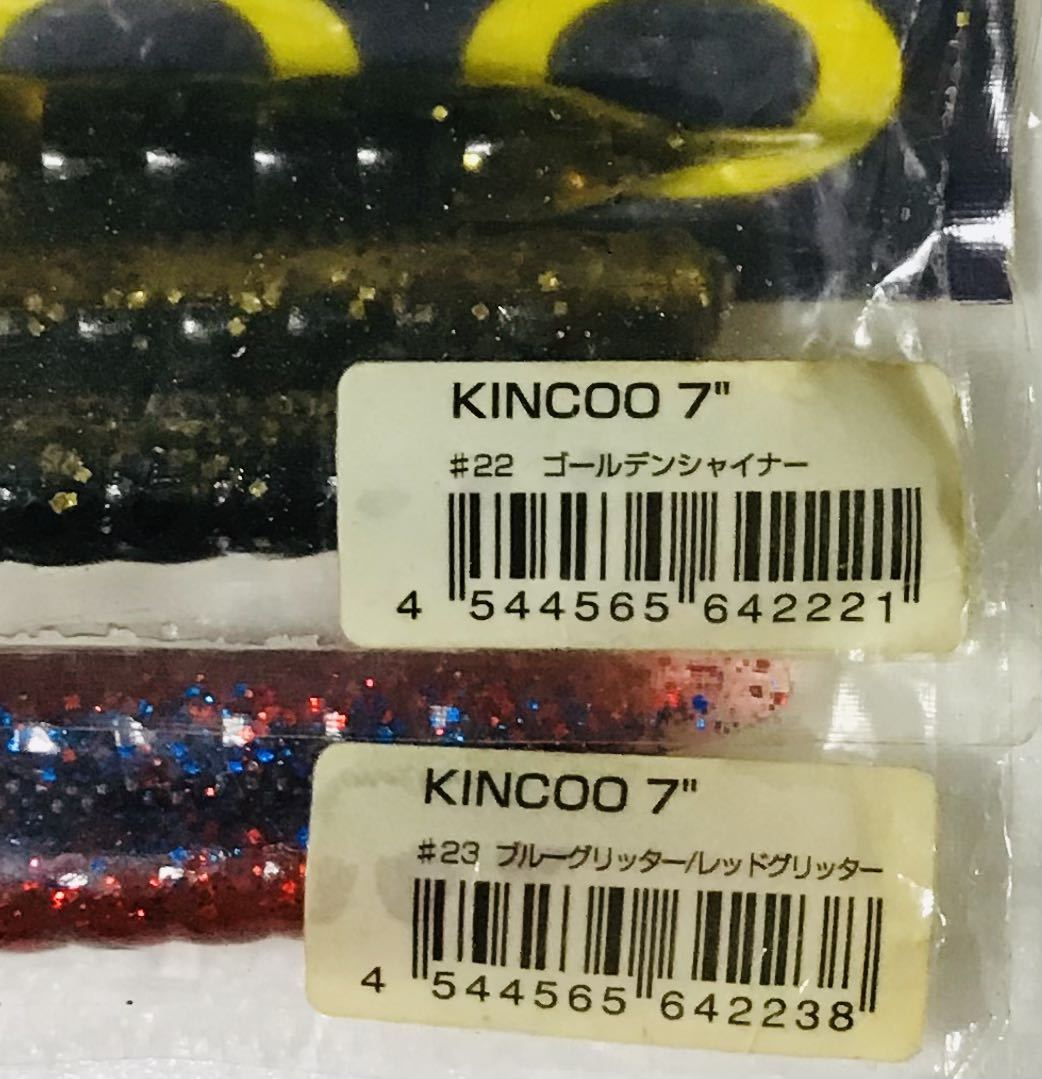 KINCOO 7"
#22 ゴールデンシャイナー
4 544565 642221
KINCOO 7"
#23 ブルーグリッター/レッドグリッター
4 544565 642238